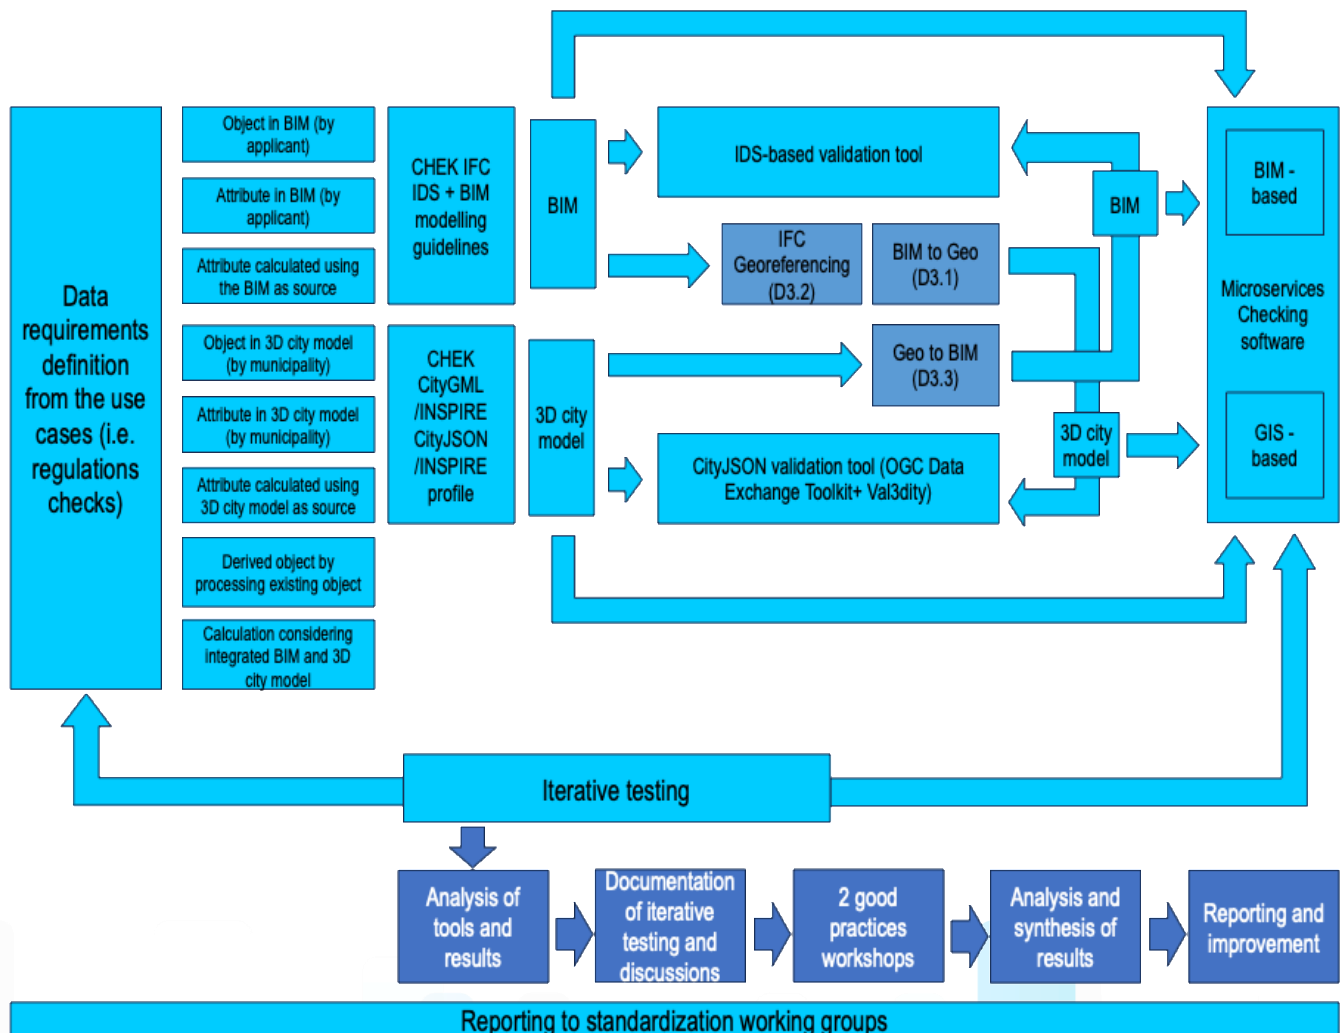 Data
requirements
definition
from the use
cases (i.e.
regulations
checks)
Object in BIM (by
applicant)
Attribute in BIM (by
applicant)
Attribute calculated using
the BIM as source
Object in 3D city model
(by municipality)
Attribute in 3D city model
(by municipality)
Attribute calculated using
3D city model as source
Derived object by
processing existing object
Calculation considering
integrated BIM and 3D
city model
CHEK IFC
IDS + BIM
modelling
guidelines
CHEK
CityGML
/INSPIRE
CityJSON
/INSPIRE
profile
BIM
3D city
model
IDS-based validation tool
IFC
Georeferencing
(D3.2)
BIM to Geo
(D3.1)
Geo to BIM
(D3.3)
CityJSON validation tool (OGC Data
Exchange Toolkit+ Val3dity)
BIM
3D city
model
BIM -
based
Microservices
Checking
software
GIS -
based
Iterative testing
Analysis of
tools and
results
Documentation
of iterative
testing and
discussions
2 good
practices
workshops
Analysis and
synthesis of
results
Reporting and
improvement
Reporting to standardization working groups